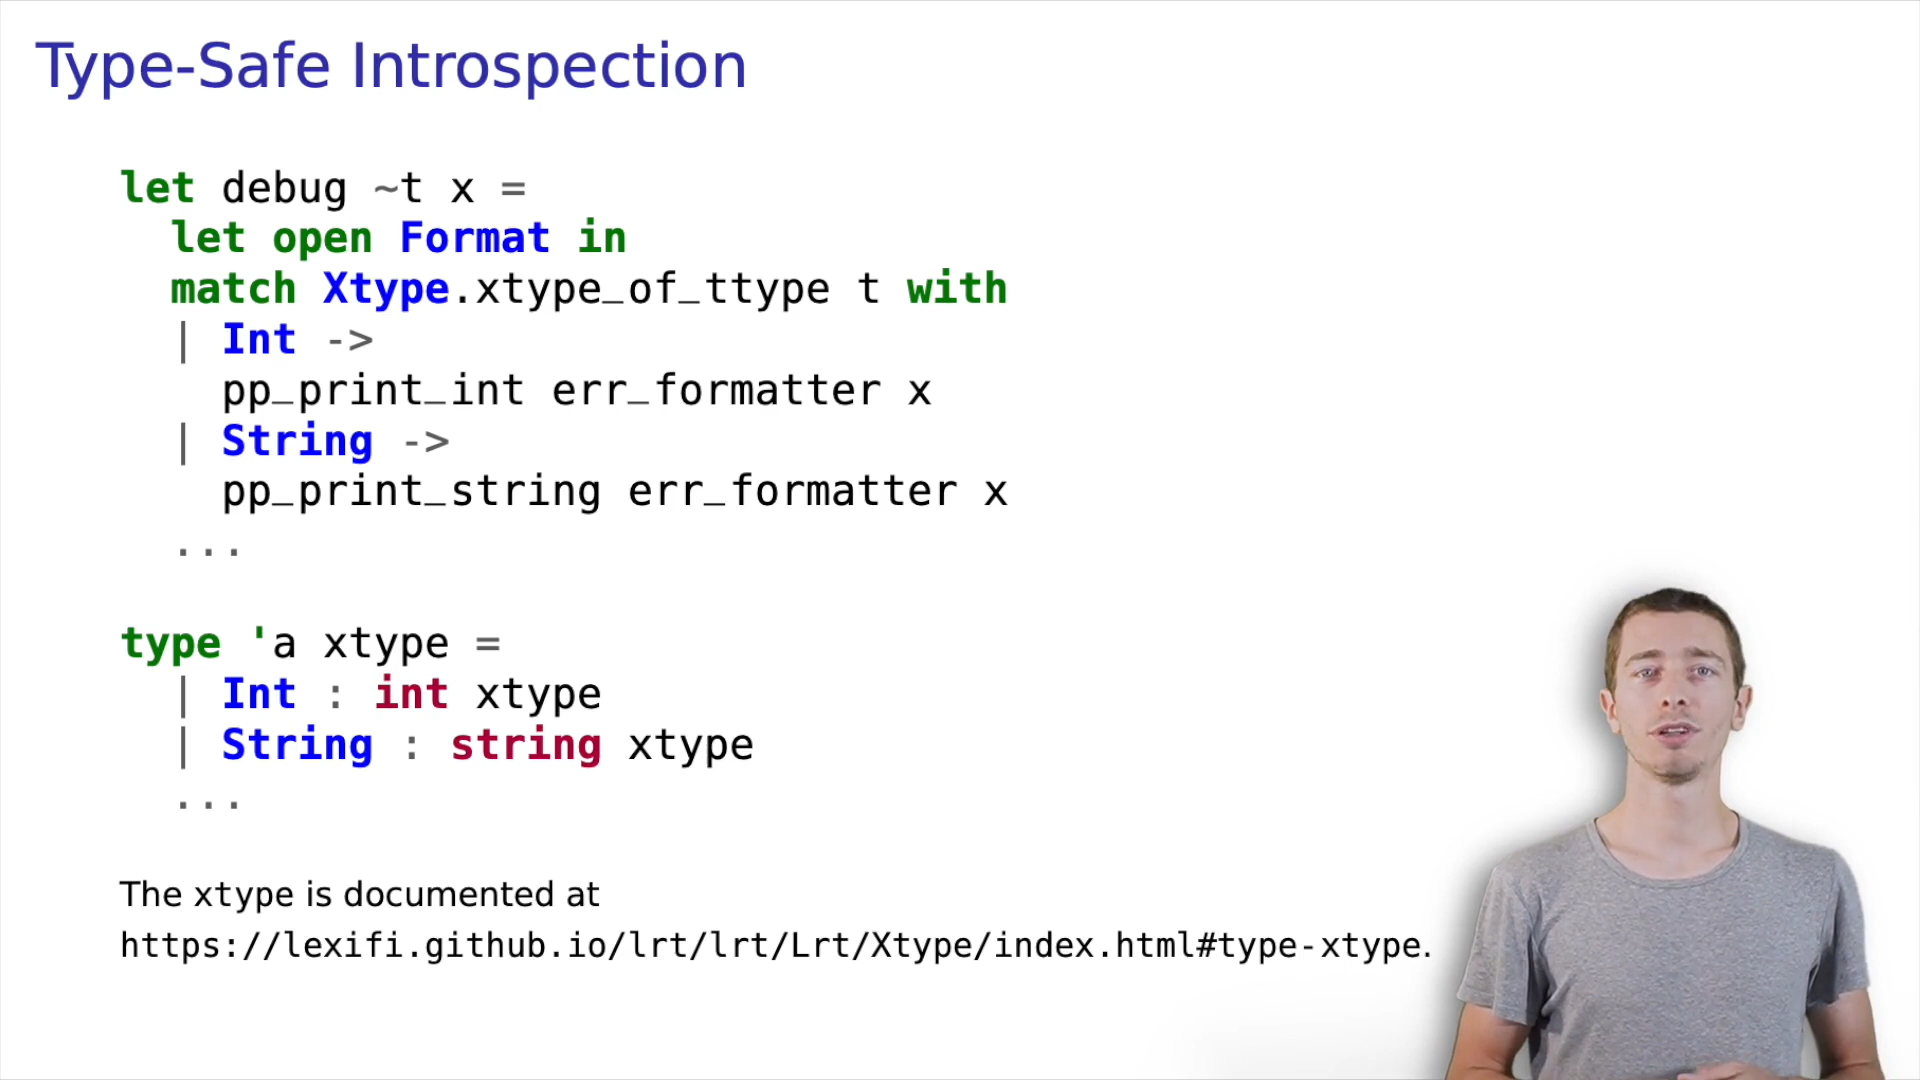 Type-Safe Introspection
let debug ~t x =
let open Format in
match Xtype.xtype_of_ttype t with
| Int ->
pp_print_int err_formatter x
| String ->
pp_print_string err_formatter x
...
type 'a xtype =
| Int : int xtype
| String : string xtype
...
The xtype is documented at
https://lexifi.github.io/lrt/lrt/Lrt/Xtype/index.html#type-xtype.